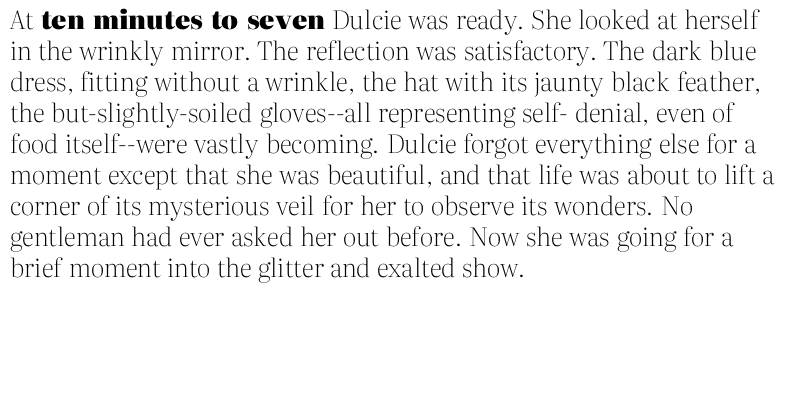 At ten minutes to seven Dulcie was ready. She looked at herself
in the wrinkly mirror. The reflection was satisfactory. The dark blue
dress, fitting without a wrinkle, the hat with its jaunty black feather,
the but-slightly-soiled gloves--all representing self- denial, even of
food itself--were vastly becoming. Dulcie forgot everything else for a
moment except that she was beautiful, and that life was about to lift a
corner of its mysterious veil for her to observe its wonders. No
gentleman had ever asked her out before. Now she was going for a
brief moment into the glitter and exalted show.